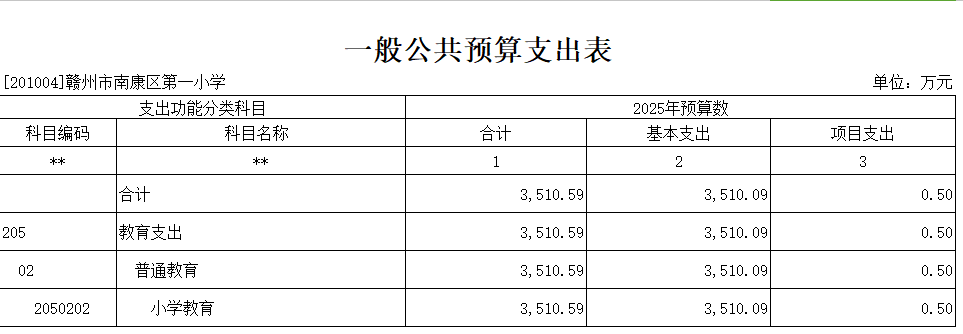 一般公共预算支出表
[201004]赣州市南康区第一小学 单位：万元
支出功能分类科目 2025年预算数
科目编码 科目名称 合计 基本支出 项目支出
** ** 1 2 3
合计 3,510.59 3,510.09 0.50
205 教育支出 3,510.59 3,510.09 0.50
02 普通教育 3,510.59 3,510.09 0.50
2050202 小学教育 3,510.59 3,510.09 0.50